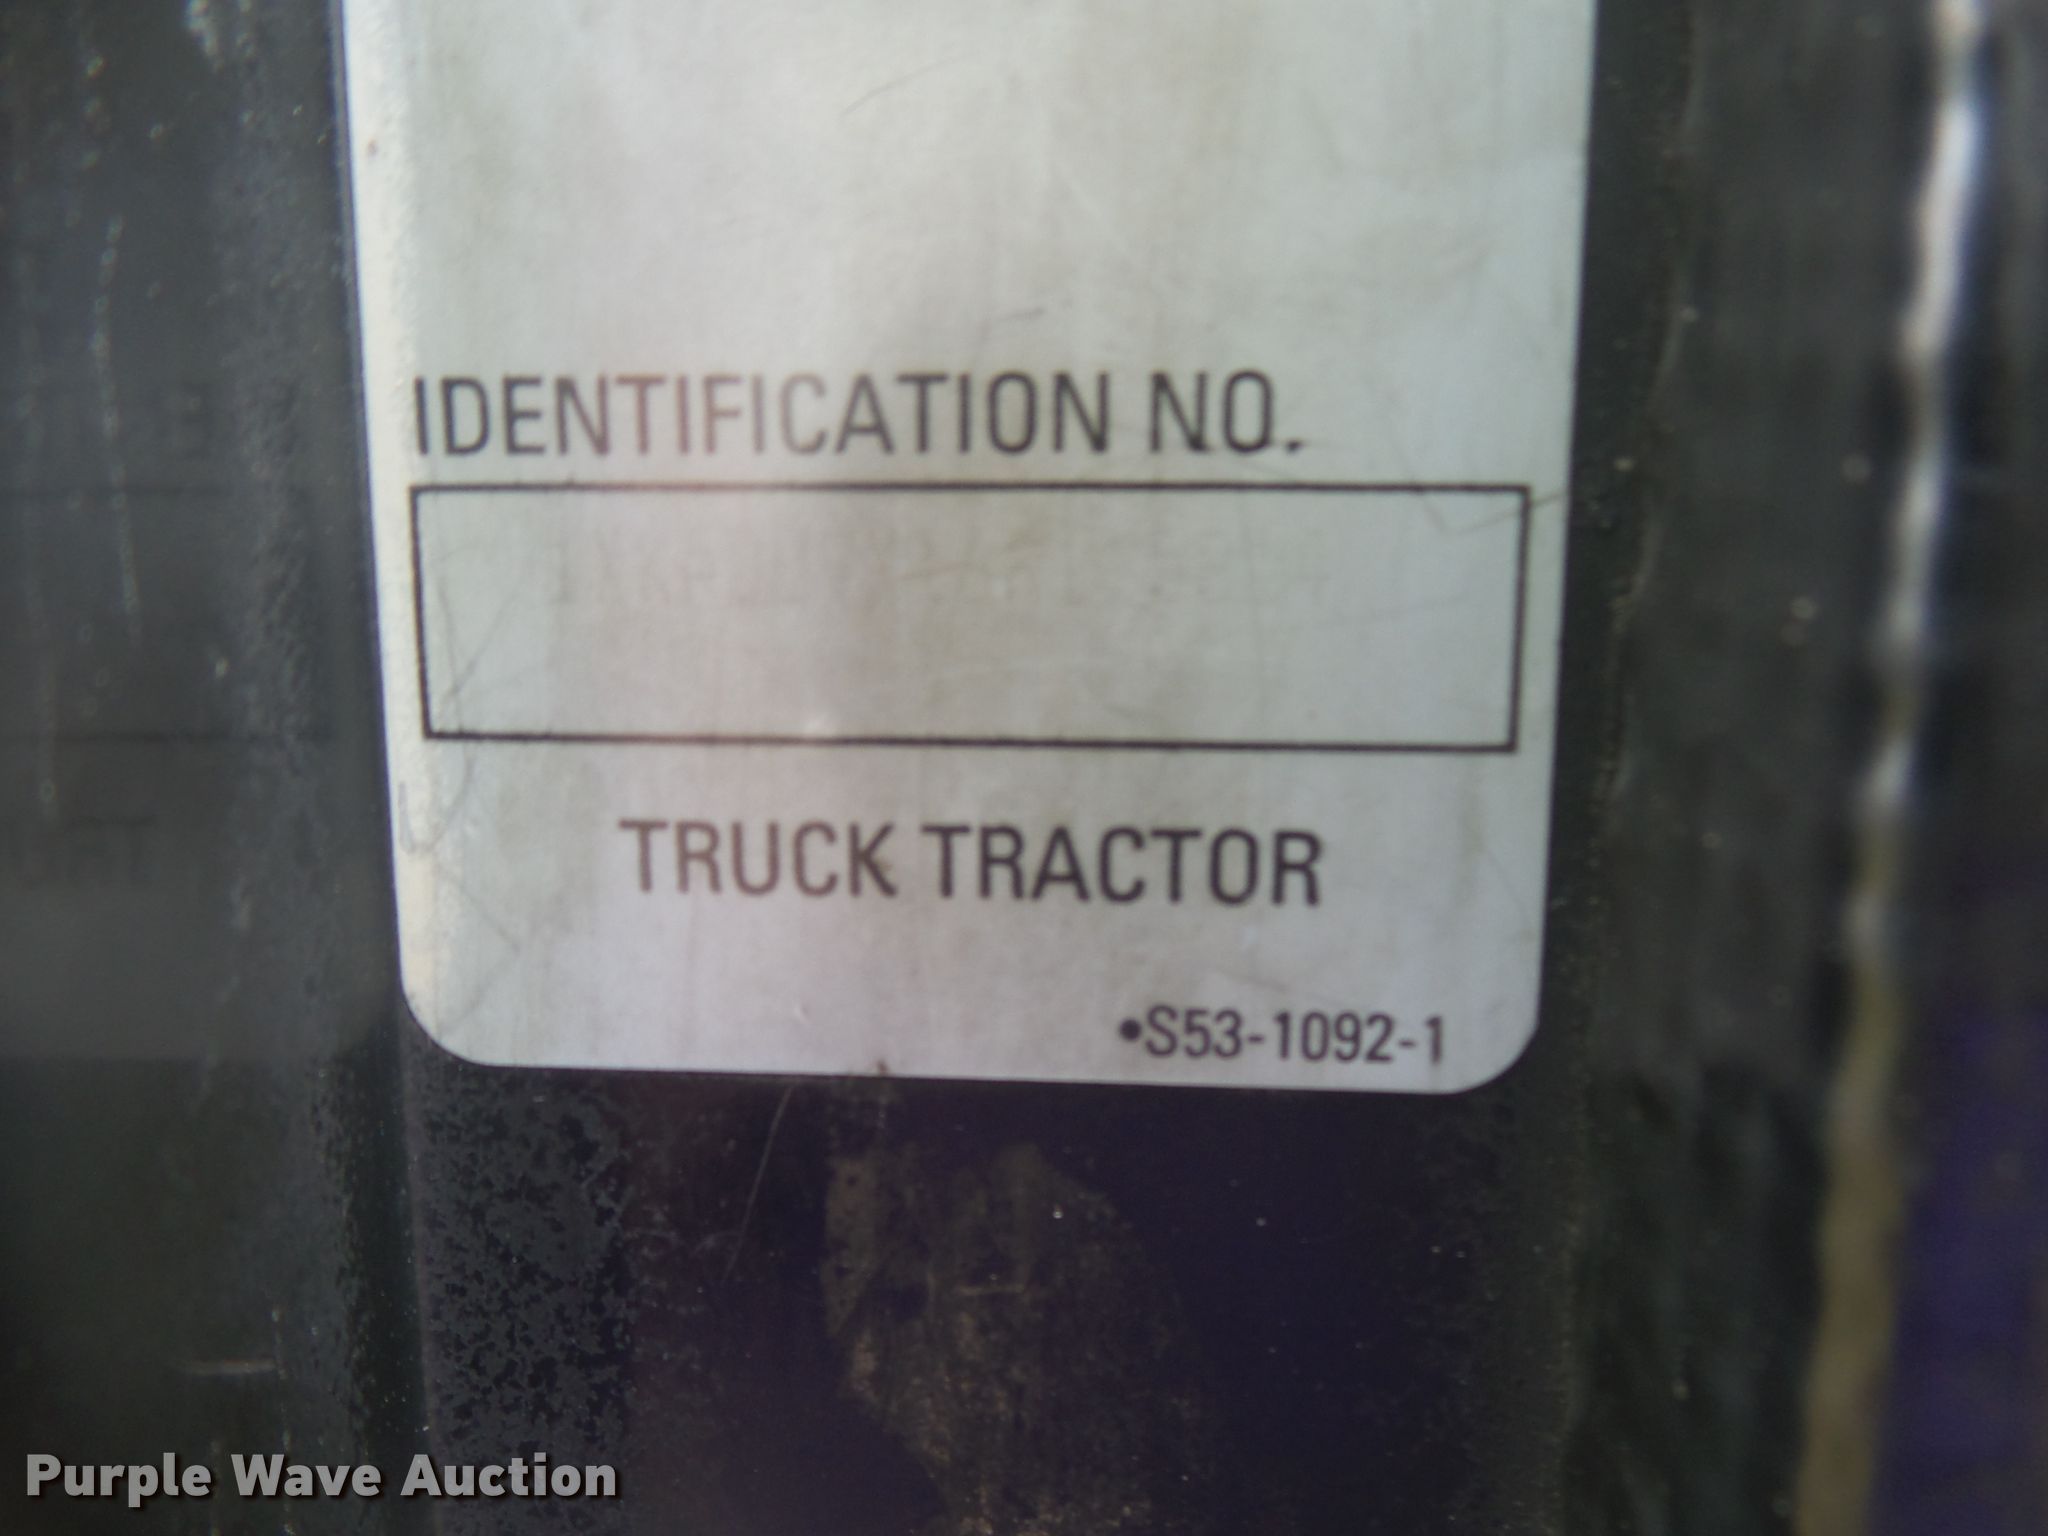 IDENTIFICATION NO.
TRUCK TRACTOR
•S53-1092-1
Purple Wave Auction